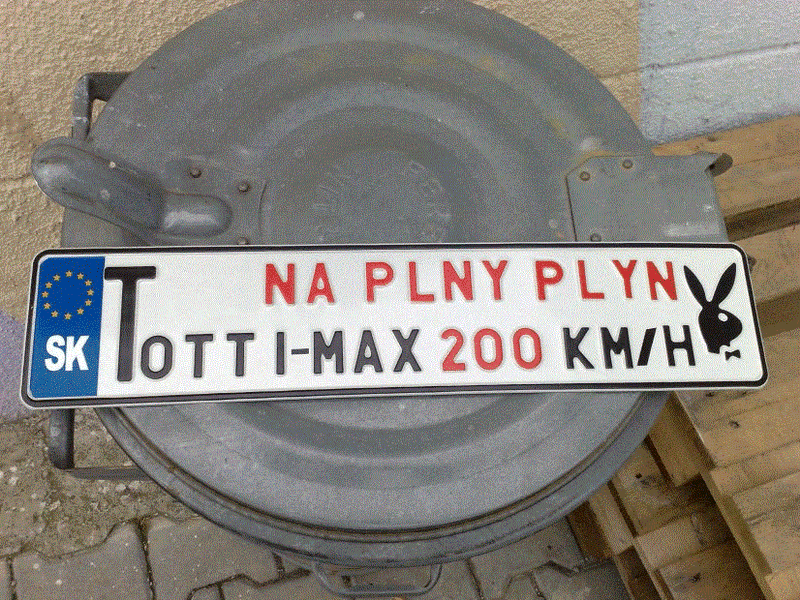 SK
NA PLNY PLYN
TOTT I-MAX 200 KM/H